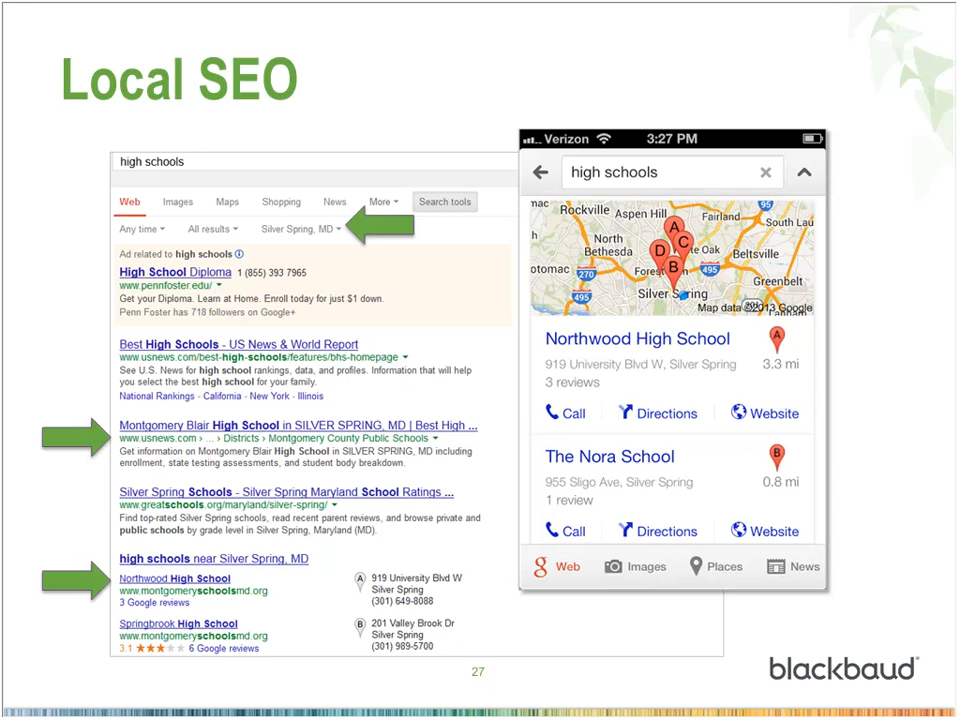 Local SEO
high schools
Web Images Maps Shopping News More Search tools
Any time All results Silver Spring, MD
Ad related to high schools
High School Diploma 1 (855) 393 7965
www.pennfoster.edu/
Get your Diploma. Learn at Home. Enroll today for just $1 down.
Penn Foster has 718 followers on Google+
Best High Schools - US News & World Report
www.usnews.com/best-high-schools/features/bhs-homepage
See U.S. News for high school rankings, data, and profiles. Information that will help
you select the best high school for your family.
National Rankings - California - New York - Illinois
Montgomery Blair High School in SILVER SPRING, MD | Best High ...
www.usnews.com › ... › Districts › Montgomery County Public Schools
Get information on Montgomery Blair High School in SILVER SPRING, MD including
enrollment, state testing assessments, and student body breakdown.
Silver Spring Schools - Silver Spring Maryland School Ratings ...
www.greatschools.org/maryland/silver-spring/
Find top-rated Silver Spring schools, read recent parent reviews, and browse private and
public schools by grade level in Silver Spring, Maryland (MD).
high schools near Silver Spring, MD
Northwood High School
www.montgomeryschoolsmd.org
3 Google reviews
A 919 University Blvd W
Silver Spring
(301) 649-8088
Springbrook High School
www.montgomeryschoolsmd.org
3.1 6 Google reviews
B 201 Valley Brook Dr
Silver Spring
(301) 989-5700
Verizon 3:27 PM
high schools
mac Rockville Aspen Hill Fairland South Lau
95
North
Bethesda
A
C
D
B
te Oak
Beltsville
otomac 270 Forest n 495 Greenbelt
495 Silver Spring
Map data ©2013 Google
Northwood High School A
919 University Blvd W, Silver Spring 3.3 mi
3 reviews
Call Directions Website
The Nora School B
955 Sligo Ave, Silver Spring 0.8 mi
1 review
Call Directions Website
g Web Images Places News
27
blackbaud®